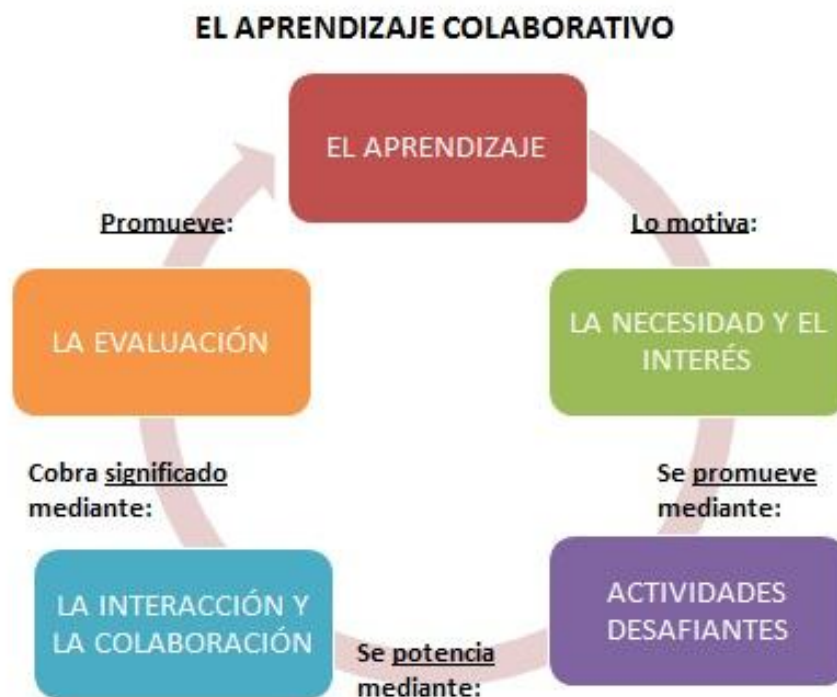 EL APRENDIZAJE COLABORATIVO
EL APRENDIZAJE
Lo motiva:
LA NECESIDAD Y EL
INTERÉS
Se promueve
mediante:
ACTIVIDADES
DESAFIANTES
Se potencia
mediante:
LA INTERACCIÓN Y
LA COLABORACIÓN
Cobra significado
mediante:
LA EVALUACIÓN
Promueve: